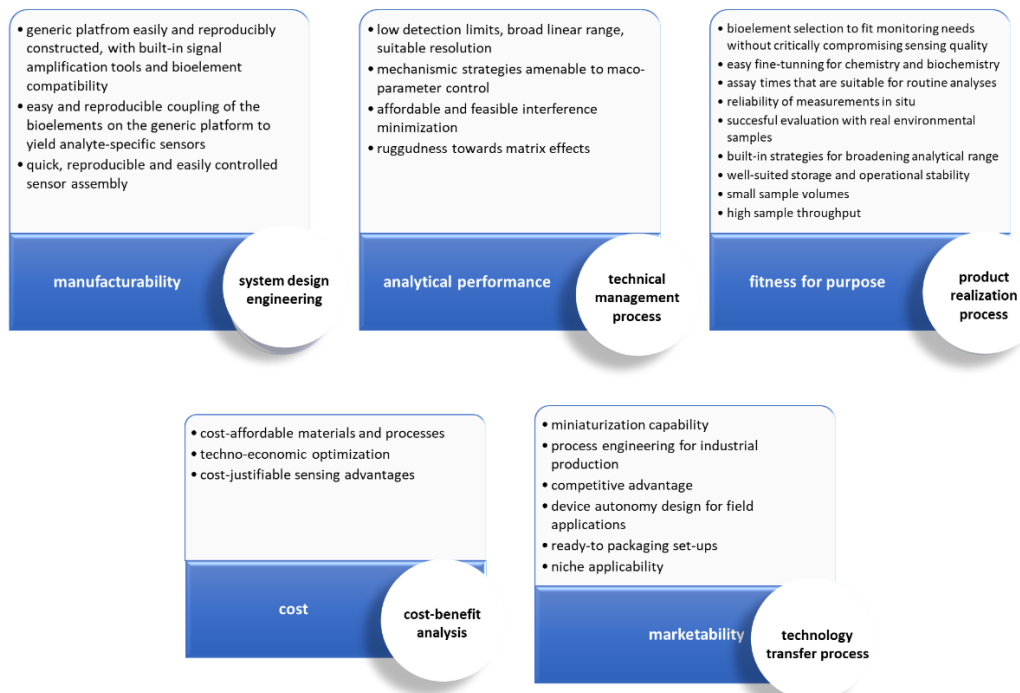 • generic platfrom easily and reproducibly
constructed, with built-in signal
amplification tools and bioelement
compatibility
• easy and reproducible coupling of the
bioelements on the generic platform to
yield analyte-specific sensors
• quick, reproducible and easily controlled
sensor assembly
manufacturability
system design
engineering
• low detection limits, broad linear range,
suitable resolution
• mechanismic strategies amenable to maco-
parameter control
• affordable and feasible interference
minimization
• ruggudness towards matrix effects
analytical performance
technical
management
process
• bioelement selection to fit monitoring needs
without critically compromising sensing quality
• easy fine-tunning for chemistry and biochemistry
• assay times that are suitable for routine analyses
• reliability of measurements in situ
• succesful evaluation with real environmental
samples
• built-in strategies for broadening analytical range
• well-suited storage and operational stability
• small sample volumes
• high sample throughput
fitness for purpose
product
realization
process
• cost-affordable materials and processes
• techno-economic optimization
• cost-justifiable sensing advantages
cost
cost-benefit
analysis
• miniaturization capability
• process engineering for industrial
production
• competitive advantage
• device autonomy design for field
applications
• ready-to packaging set-ups
• niche applicability
marketability
technology
transfer process